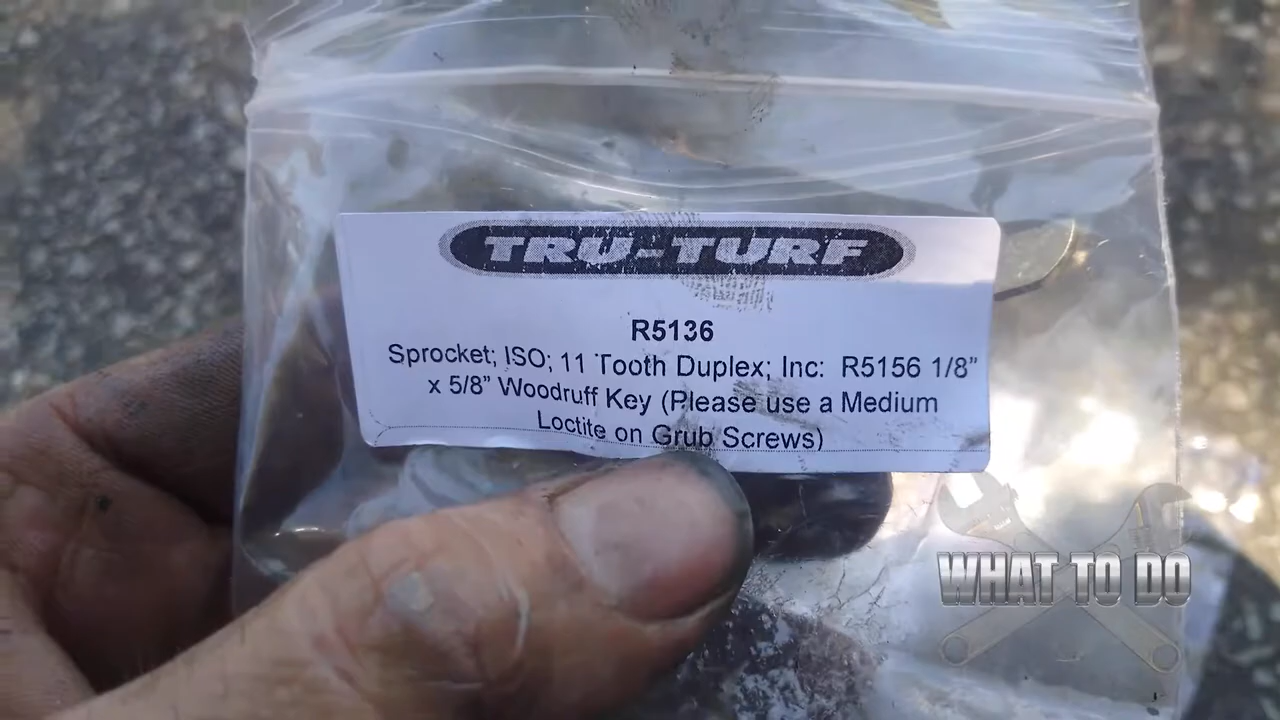 TRU-TURF
R5136
Sprocket; ISO; 11 Tooth Duplex; Inc: R5156 1/8"
x 5/8" Woodruff Key (Please use a Medium
Loctite on Grub Screws)
WHAT TO DO